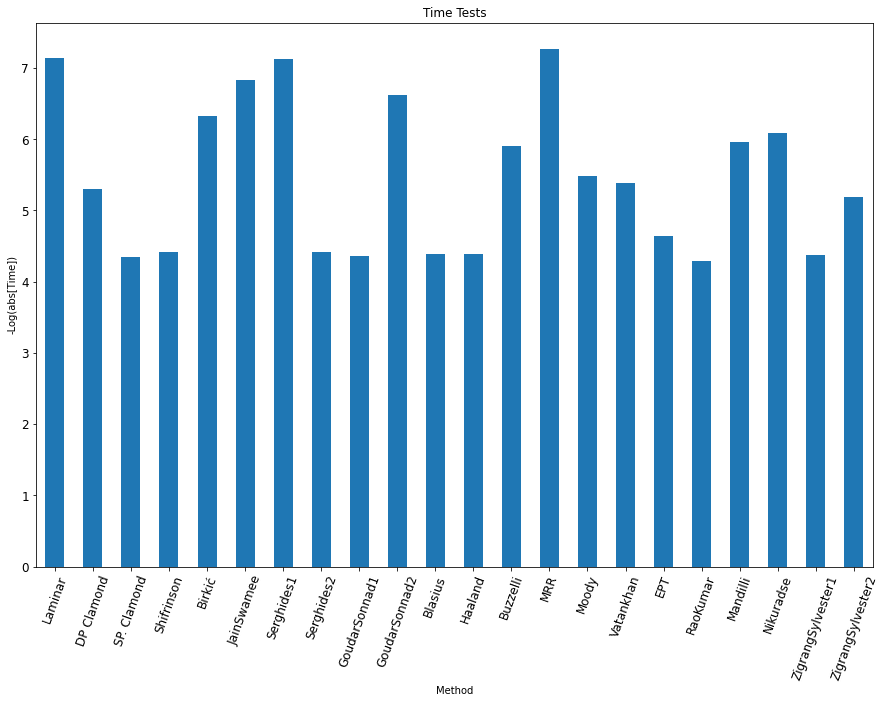 Time Tests
-Log(abs[Time])
7
6
5
4
3
2
1
0
Laminar
DP Clamond
SP. Clamond
Shifrinson
Birkić
JainSwamee
Serghides1
Serghides2
GoudarSonnad1
GoudarSonnad2
Blasius
Haaland
Buzzelli
MRR
Moody
Vatankhan
EPT
RaoKumar
Mandilli
Nikuradse
ZigrangSylvester1
ZigrangSylvester2
Method